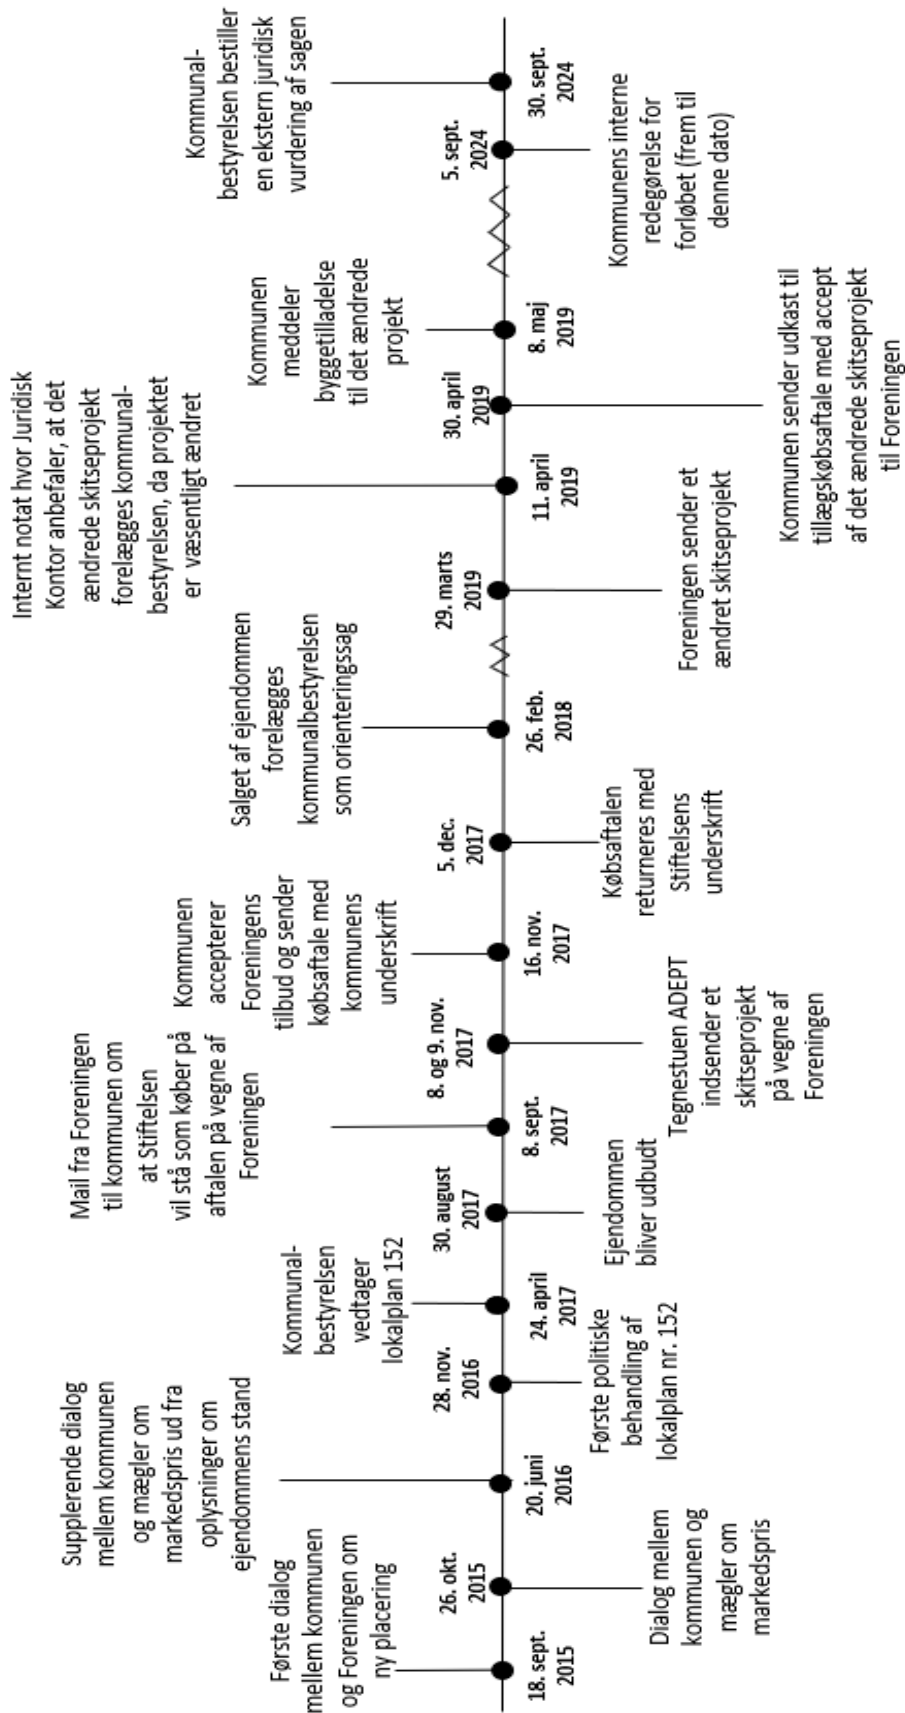 Første dialog
mellem kommunen
og Foreningen om
ny placering
18. sept.
2015
26. okt.
2015
Dialog mellem
kommunen og
mægler om
markedspris
Supplerende dialog
mellem kommunen
og mægler om
markedspris ud fra
oplysninger om
ejendommens stand
20. juni
2016
28. nov.
2016
Første politiske
behandling af
lokalplan nr. 152
Kommunal-
bestyrelsen
vedtager
lokalplan 152
24. april
2017
30. august
2017
Ejendommen
bliver udbudt
Mail fra Foreningen
til kommunen om
at Stiftelsen
vil stå som køber på
aftalen på vegne af
Foreningen
8. sept.
2017
8. og 9. nov.
2017
Tegnestuen ADEPT
indsender et
skitseprojekt
på vegne af
Foreningen
Kommunen
accepterer
Foreningens
tilbud og sender
købsaftale med
kommunens
underskrift
16. nov.
2017
5. dec.
2017
Købsaftalen
returneres med
Stiftelsens
underskrift
Salget af ejendommen
forelægges
kommunalbestyrelsen
som orienteringssag
26. feb.
2018
29. marts
2019
Foreningen sender et
ændret skitseprojekt
Internt notat hvor Juridisk
Kontor anbefaler, at det
ændrede skitseprojekt
forelægges kommunal-
bestyrelsen, da projektet
er væsentligt ændret
11. april
2019
30. april
2019
Kommunen sender udkast til
tillægskøbsaftale med accept
af det ændrede skitseprojekt
til Foreningen
Kommunen
meddeler
byggetilladelse
til det ændrede
projekt
8. maj
2019
5. sept.
2024
Kommunens interne
redegørelse for
forløbet (frem til
denne dato)
Kommunal-
bestyrelsen bestiller
en ekstern juridisk
vurdering af sagen
30. sept.
2024